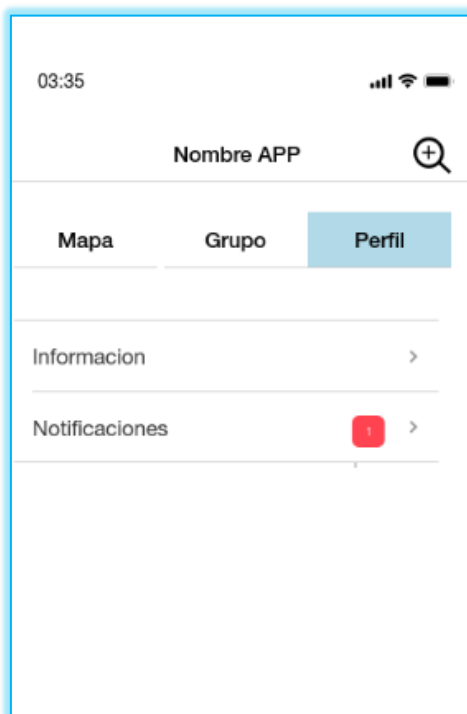 03:35
Nombre APP
Mapa Grupo Perfil
Informacion
Notificaciones 1